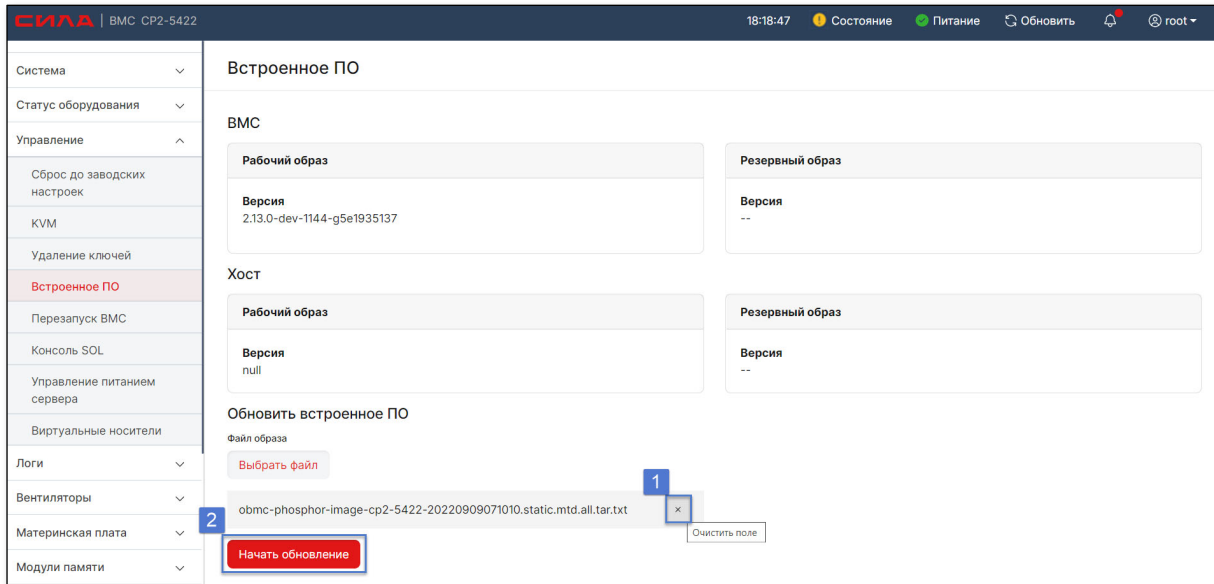 СИЛА | BMC CP2-5422 18:18:47 Состояние Питание Обновить root
Система
Статус оборудования
Управление
Сброс до заводских
настроек
KVM
Удаление ключей
Встроенное ПО
Перезапуск BMC
Консоль SOL
Управление питанием
сервера
Виртуальные носители
Логи
Вентиляторы
Материнская плата
Модули памяти
Встроенное ПО
BMC
Рабочий образ
Версия
2.13.0-dev-1144-g5e1935137
Резервный образ
Версия
--
Хост
Рабочий образ
Версия
null
Резервный образ
Версия
--
Обновить встроенное ПО
Файл образа
Выбрать файл
1
obmc-phosphor-image-cp2-5422-20220909071010.static.mtd.all.tar.txt ×
Очистить поле
2
Начать обновление